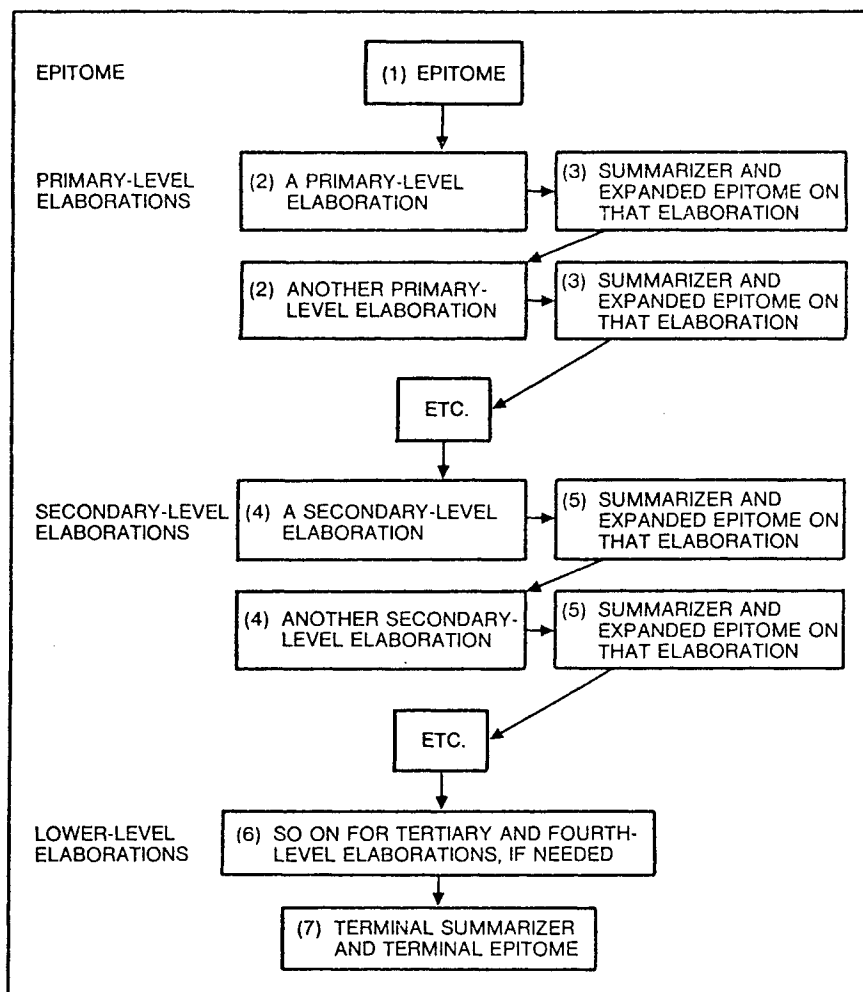 EPITOME
(1) EPITOME
PRIMARY-LEVEL
ELABORATIONS
(2) A PRIMARY-LEVEL
ELABORATION
(3) SUMMARIZER AND
EXPANDED EPITOME ON
THAT ELABORATION
(2) ANOTHER PRIMARY-
LEVEL ELABORATION
(3) SUMMARIZER AND
EXPANDED EPITOME ON
THAT ELABORATION
ETC.
SECONDARY-LEVEL
ELABORATIONS
(4) A SECONDARY-LEVEL
ELABORATION
(5) SUMMARIZER AND
EXPANDED EPITOME ON
THAT ELABORATION
(4) ANOTHER SECONDARY-
LEVEL ELABORATION
(5) SUMMARIZER AND
EXPANDED EPITOME ON
THAT ELABORATION
ETC.
LOWER-LEVEL
ELABORATIONS
(6) SO ON FOR TERTIARY AND FOURTH-
LEVEL ELABORATIONS, IF NEEDED
(7) TERMINAL SUMMARIZER
AND TERMINAL EPITOME